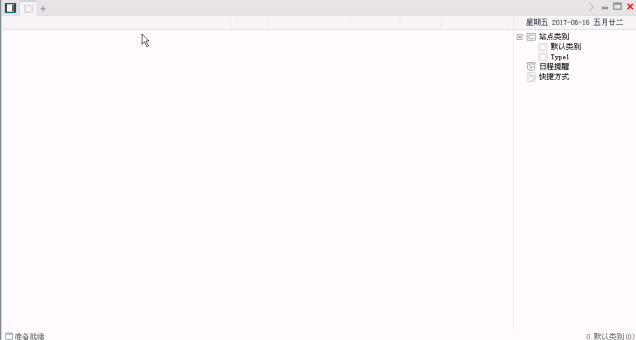 星期五 2017-06-16 五月廿二
站点类别
默认类别
Type1
日程提醒
快捷方式
准备就绪
0. 默认类别(0)